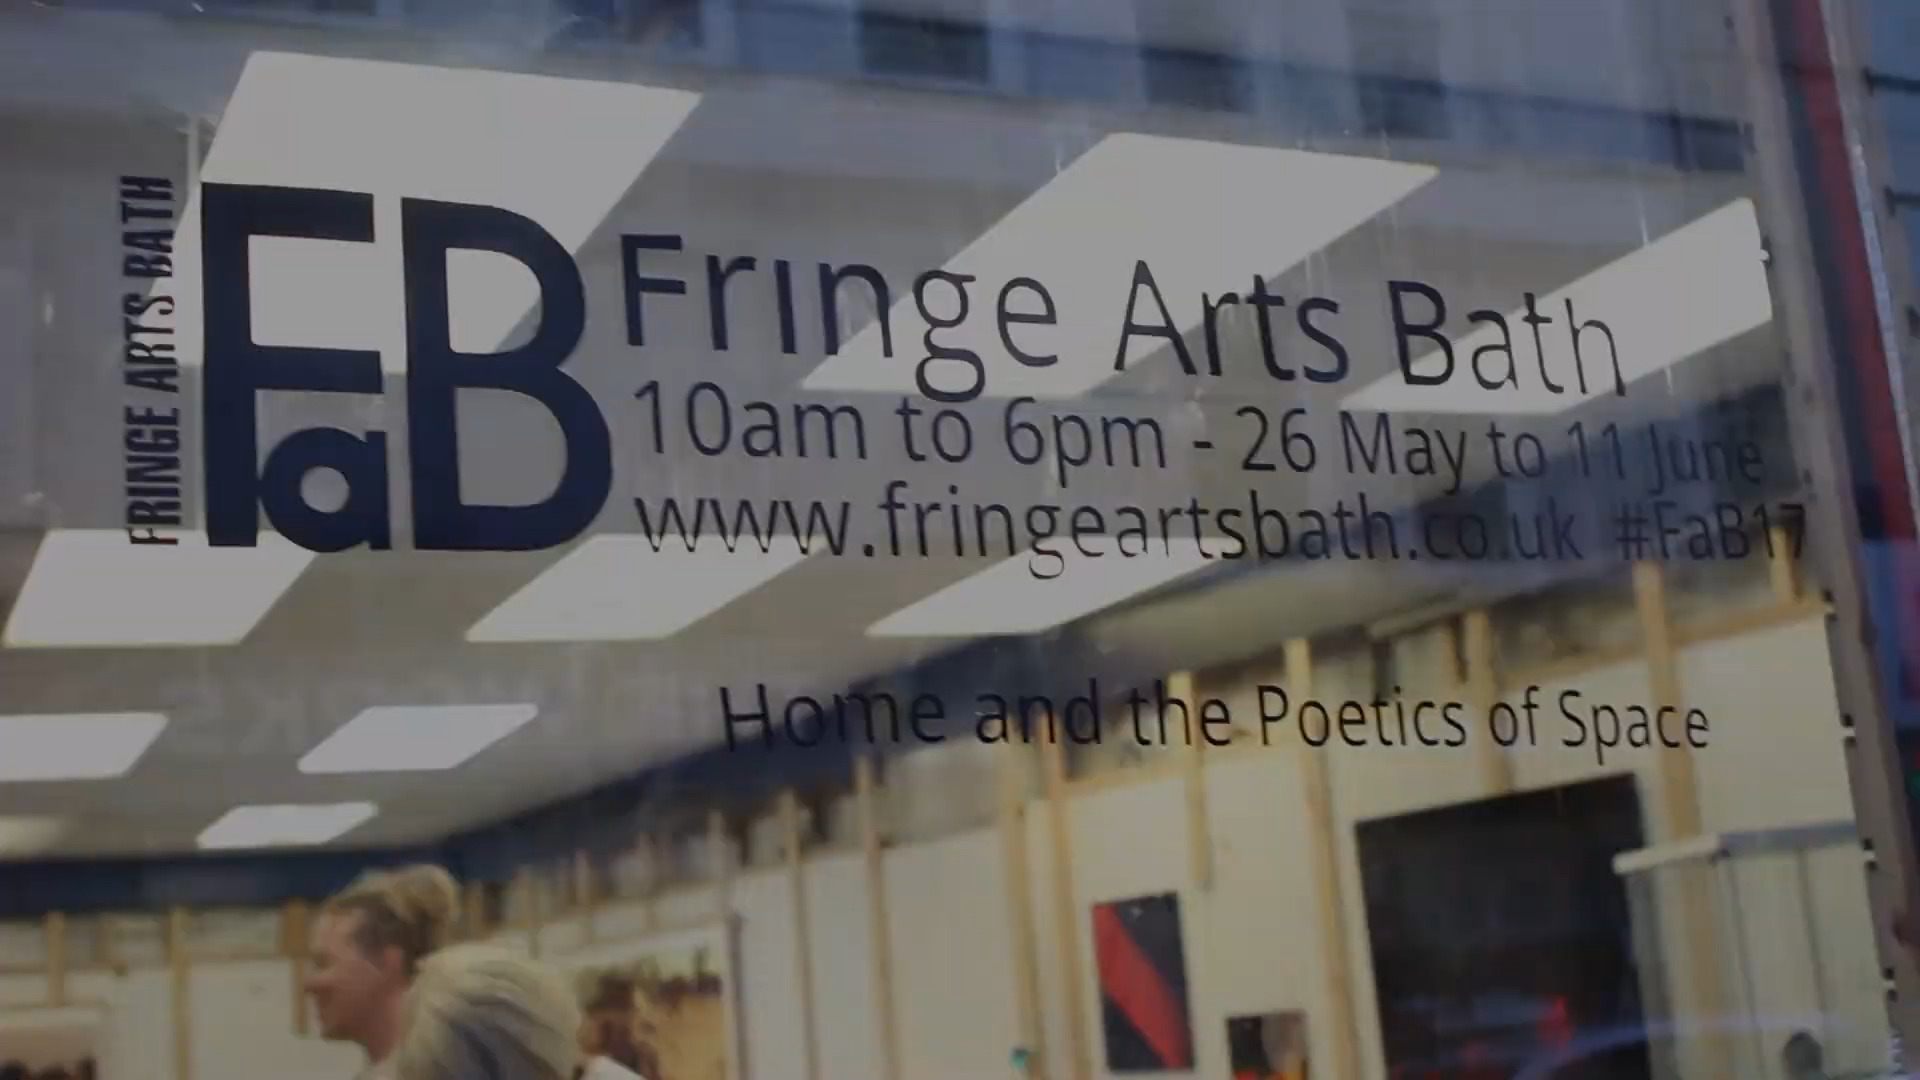 FRINGE ARTS BATH
FaB
Fringe Arts Bath
10am to 6pm - 26 May to 11 June
www.fringeartsbath.co.uk #FaB17
Home and the Poetics of Space